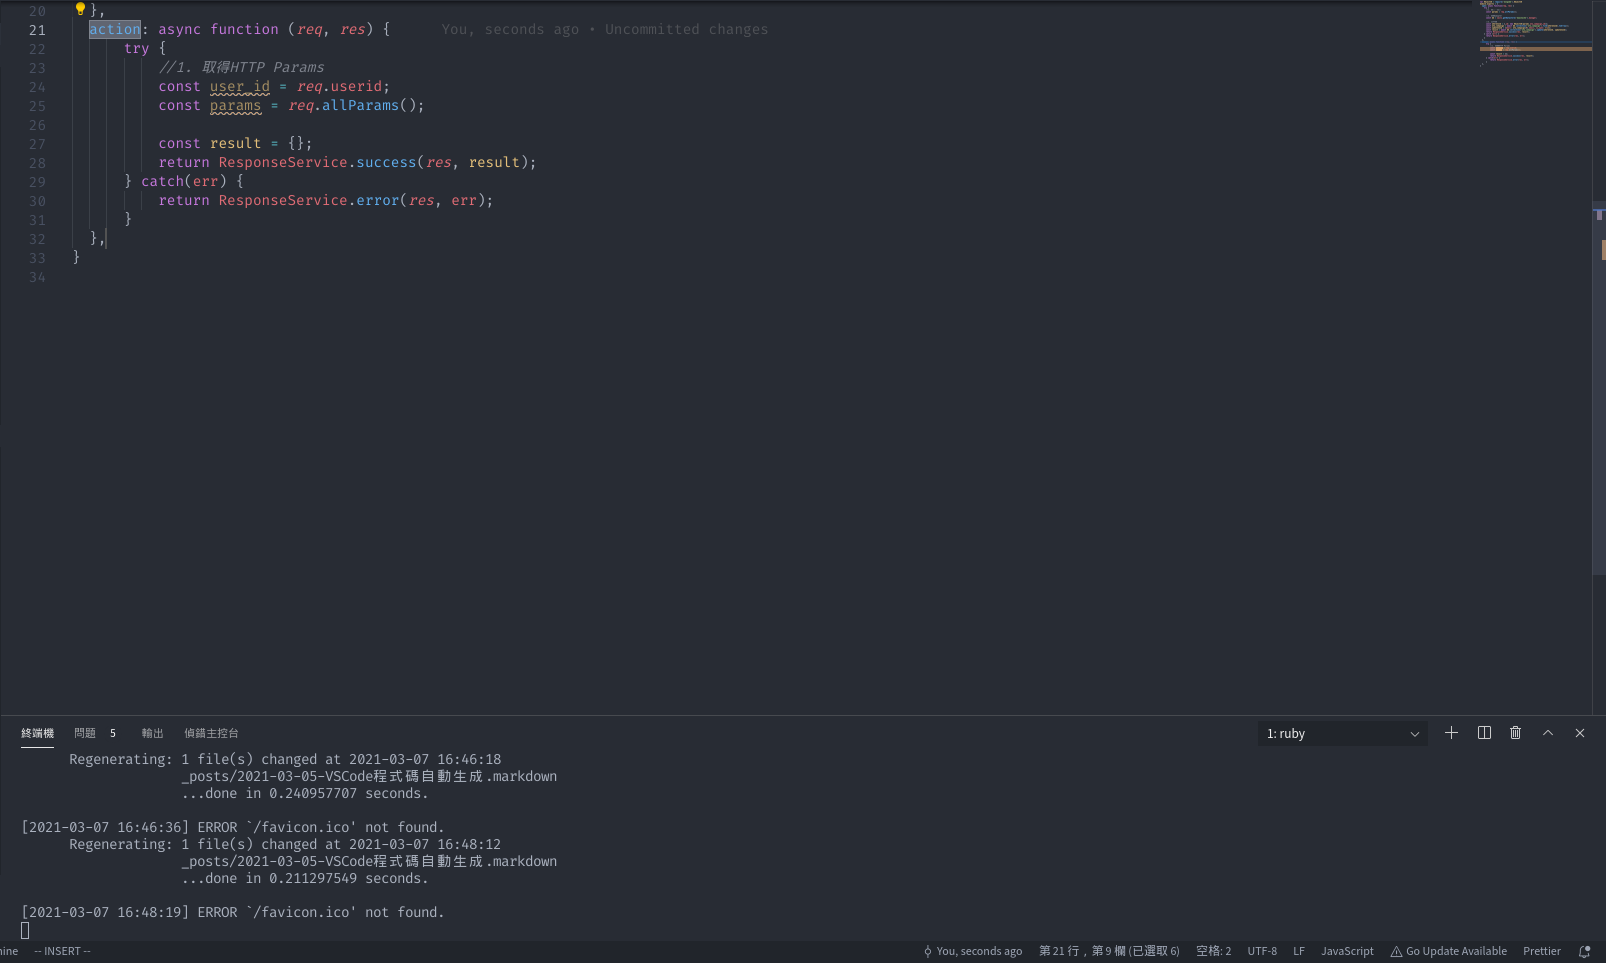 20 },
21 action: async function (req, res) { You, seconds ago • Uncommitted changes
22 try {
23 //1. 取得HTTP Params
24 const user_id = req.userid;
25 const params = req.allParams();
26
27 const result = {};
28 return ResponseService.success(res, result);
29 } catch(err) {
30 return ResponseService.error(res, err);
31 }
32 },
33 }
34
終端機 問題 5 輸出 偵錯主控台 1: ruby
Regenerating: 1 file(s) changed at 2021-03-07 16:46:18
_posts/2021-03-05-VSCode程式碼自動生成.markdown
...done in 0.240957707 seconds.
[2021-03-07 16:46:36] ERROR `/favicon.ico' not found.
Regenerating: 1 file(s) changed at 2021-03-07 16:48:12
_posts/2021-03-05-VSCode程式碼自動生成.markdown
...done in 0.211297549 seconds.
[2021-03-07 16:48:19] ERROR `/favicon.ico' not found.
-- INSERT -- You, seconds ago 第 21 行，第 9 欄 (已選取 6) 空格: 2 UTF-8 LF JavaScript Go Update Available Prettier